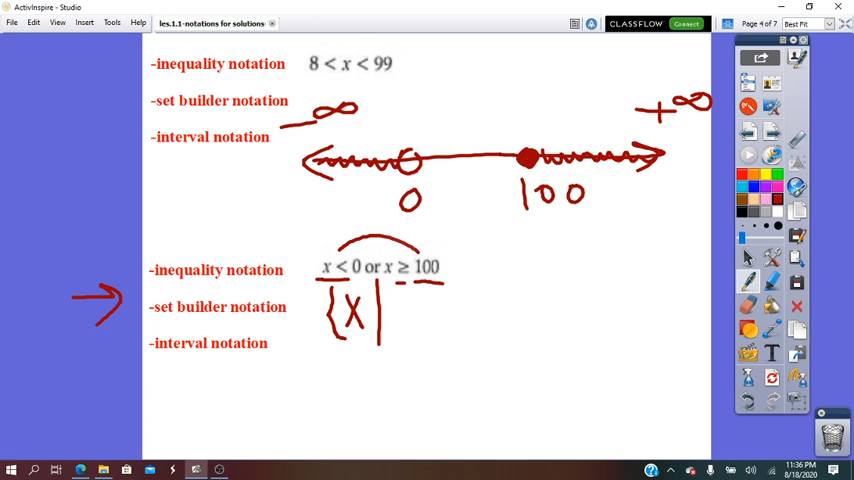 ActivInspire - Studio
File Edit View Insert Tools Help
les.1.1-notations for solutions-
CLASSFLOW Connect
Page 4 of 7
Best Fit
-inequality notation 8 < x < 99
-set builder notation
-interval notation
-∞ +∞
0 100
-inequality notation x < 0 or x ≥ 100
-set builder notation {X|
-interval notation
11:36 PM
8/18/2020